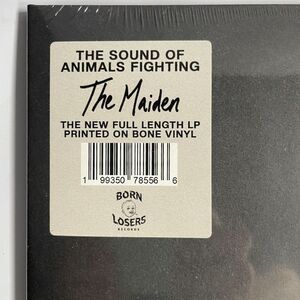 THE SOUND OF
ANIMALS FIGHTING
The Maiden
THE NEW FULL LENGTH LP
PRINTED ON BONE VINYL
1 99350 78556 6
BORN
LOSERS
RECORDS